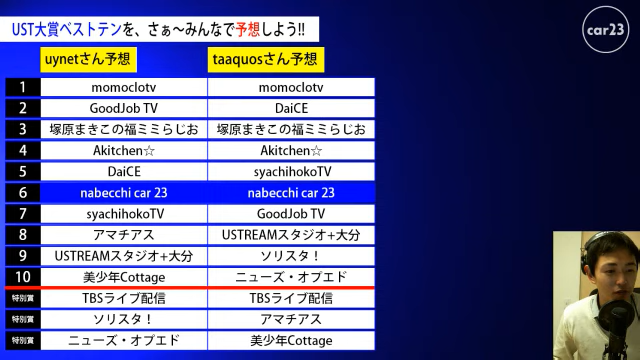 UST大賞ベストテンを、さぁ〜みんなで予想しよう!!
car23
uynetさん予想 taaquosさん予想
1 momoclotv momoclotv
2 GoodJob TV DaiCE
3 塚原まきこの福ミミらじお 塚原まきこの福ミミらじお
4 Akitchen☆ Akitchen☆
5 DaiCE syachihokoTV
6 nabecchi car 23 nabecchi car 23
7 syachihokoTV GoodJob TV
8 アマチアス USTREAMスタジオ+大分
9 USTREAMスタジオ+大分 ソリスタ！
10 美少年Cottage ニューズ・オプエド
特別賞 TBSライブ配信 TBSライブ配信
特別賞 ソリスタ！ アマチアス
特別賞 ニューズ・オプエド 美少年Cottage